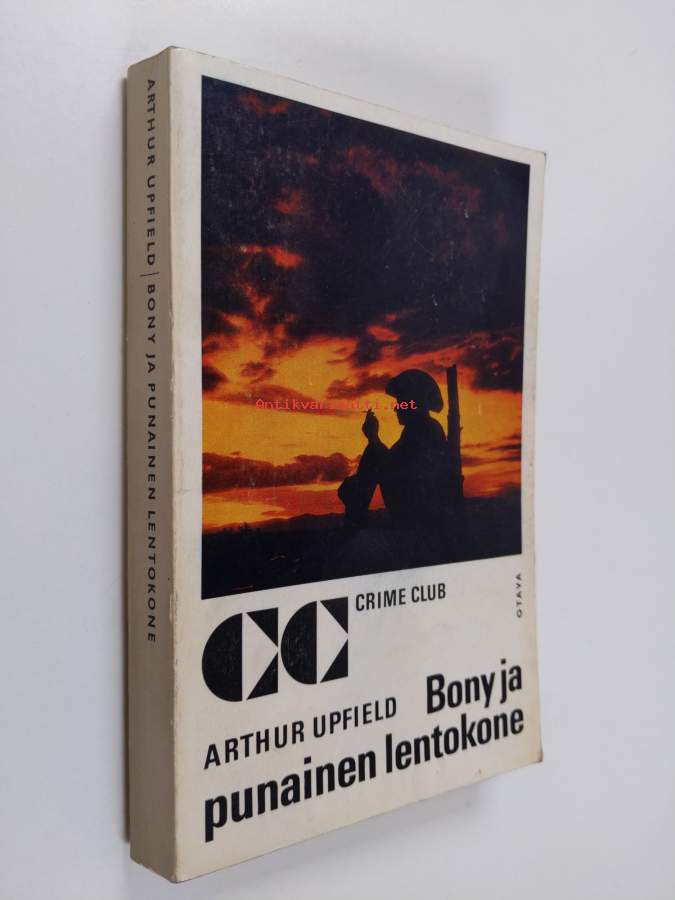 ARTHUR UPFIELD | BONY JA PUNAINEN LENTOKONE
Antikvariaatti.net
CRIME CLUB
OTAVA
ARTHUR UPFIELD
Bony ja
punainen lentokone